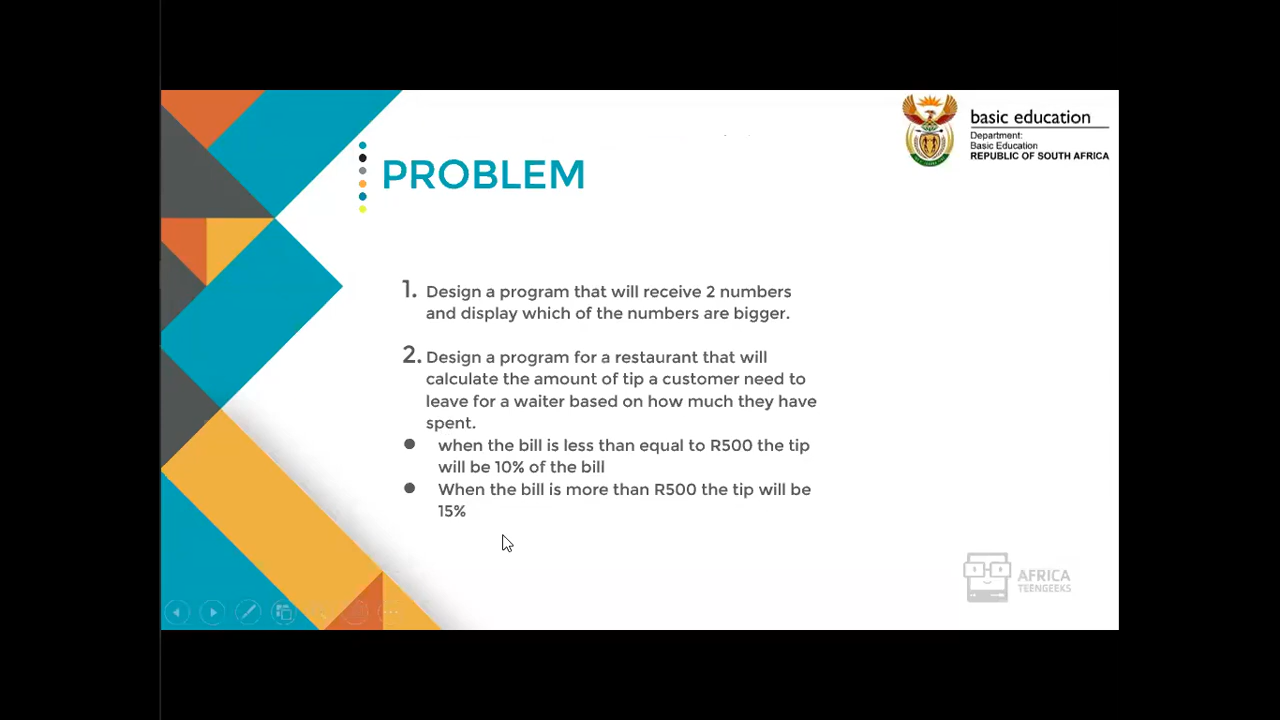 basic education
Department:
Basic Education
REPUBLIC OF SOUTH AFRICA
PROBLEM
1. Design a program that will receive 2 numbers
and display which of the numbers are bigger.
2. Design a program for a restaurant that will
calculate the amount of tip a customer need to
leave for a waiter based on how much they have
spent.
● when the bill is less than equal to R500 the tip
will be 10% of the bill
● When the bill is more than R500 the tip will be
15%
AFRICA
TEENGEEKS